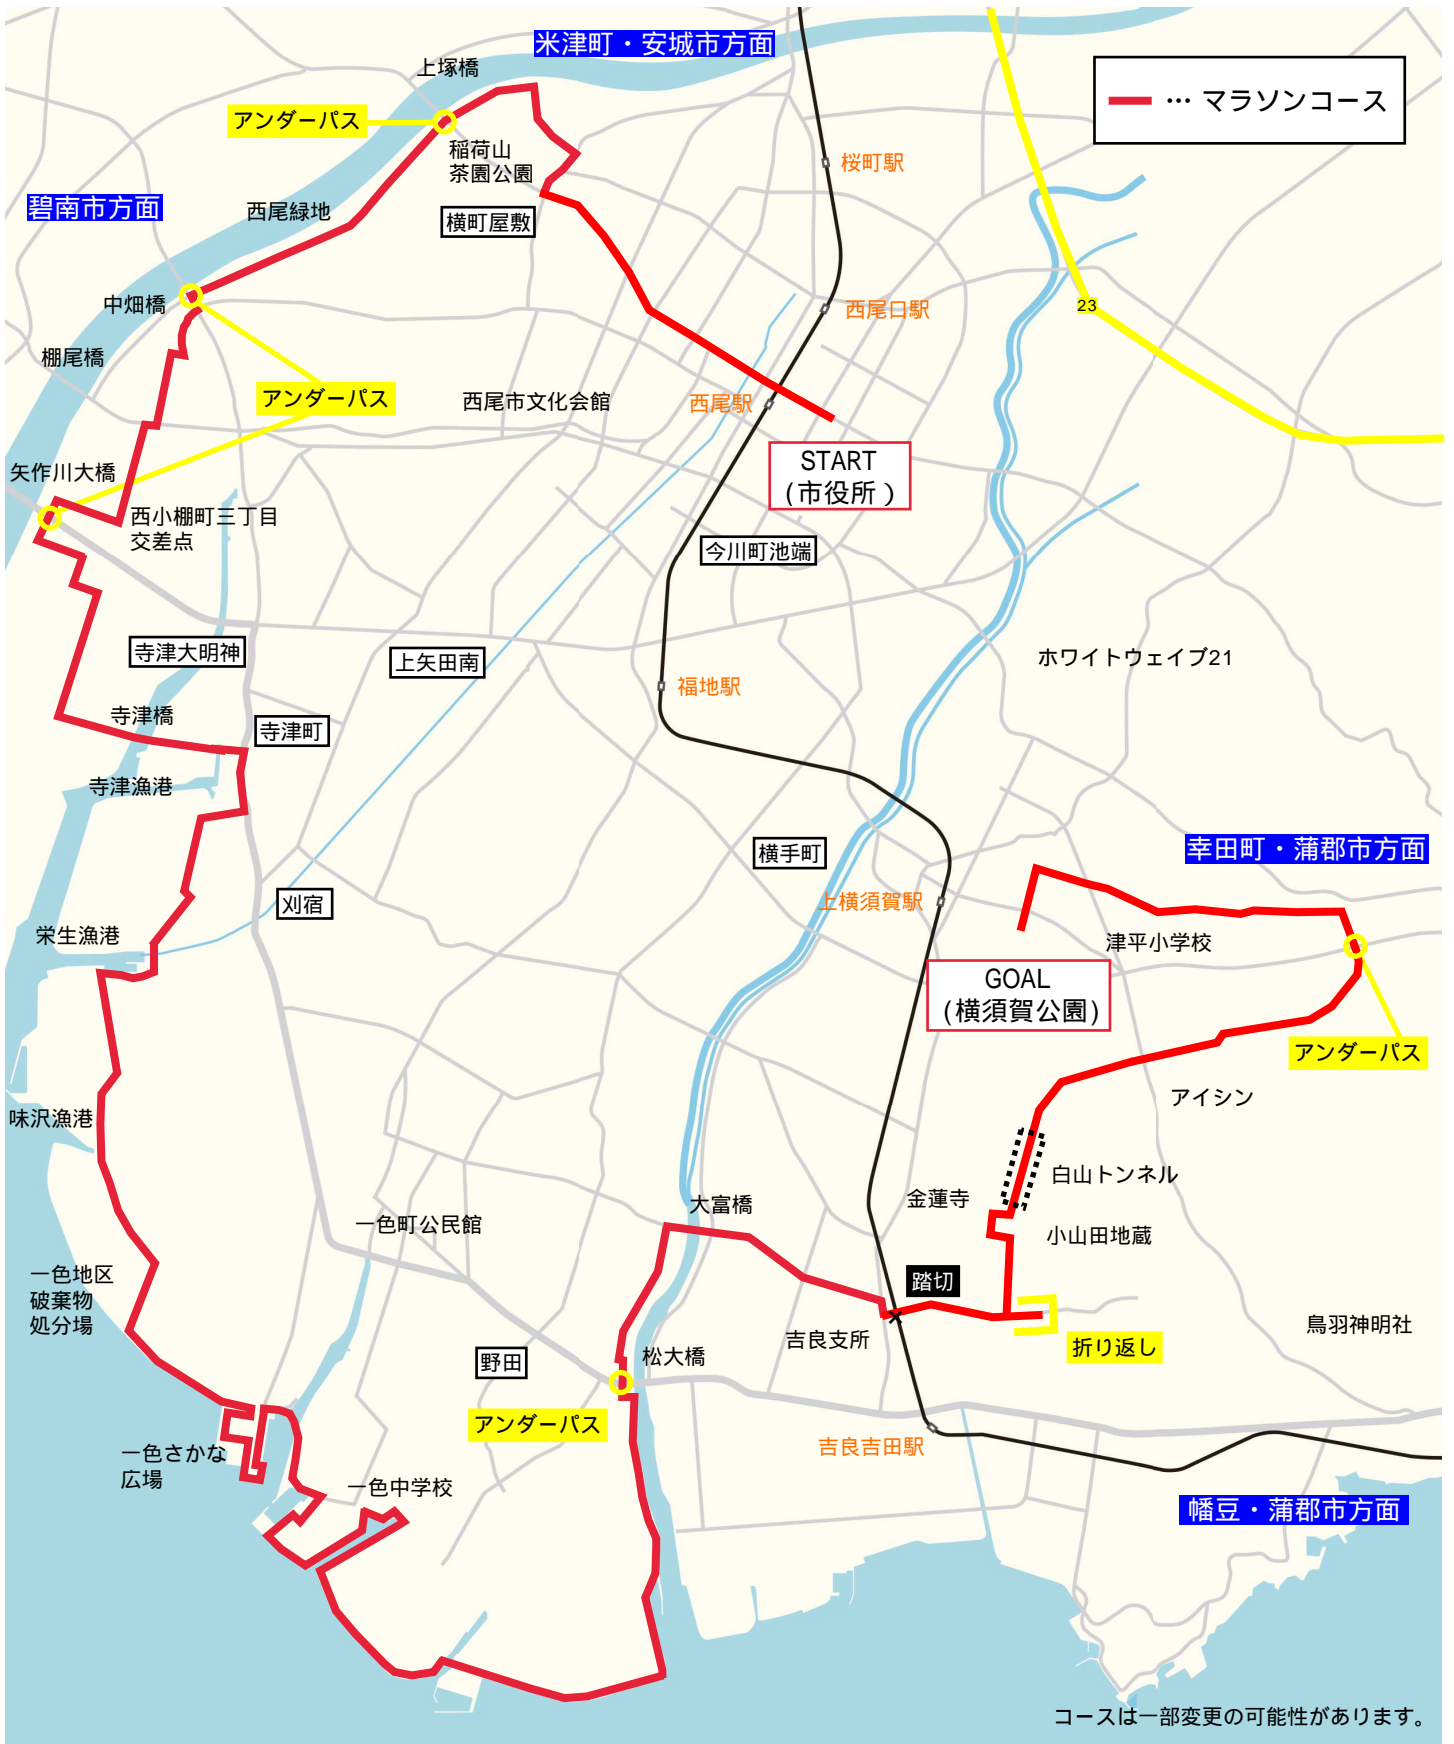 米津町・安城市方面
上塚橋
… マラソンコース
アンダーパス
稲荷山
茶園公園
桜町駅
碧南市方面
西尾緑地
横町屋敷
中畑橋
西尾口駅
23
棚尾橋
アンダーパス
西尾市文化会館
西尾駅
START
(市役所)
矢作川大橋
西小棚町三丁目
交差点
今川町池端
寺津大明神
上矢田南
ホワイトウェイブ21
福地駅
寺津橋
寺津町
寺津漁港
横手町
幸田町・蒲郡市方面
刈宿
上横須賀駅
栄生漁港
津平小学校
GOAL
(横須賀公園)
アンダーパス
アイシン
味沢漁港
白山トンネル
金蓮寺
大富橋
一色町公民館
小山田地蔵
一色地区
破棄物
処分場
踏切
鳥羽神明社
吉良支所
折り返し
松大橋
野田
アンダーパス
吉良吉田駅
一色さかな
広場
一色中学校
幡豆・蒲郡市方面
コースは一部変更の可能性があります。